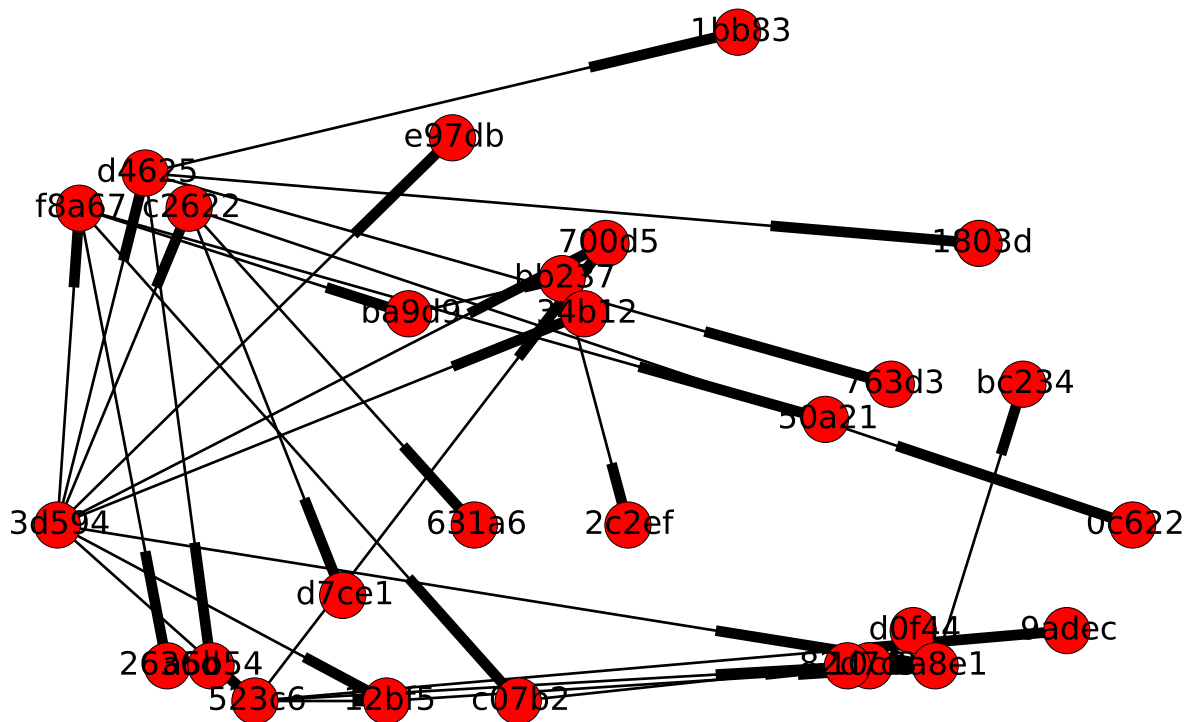 1bb83
e97db
d4625
f8a67
c2622
700d5
1803d
bb237
ba9d9
34b12
763d3
bc234
50a21
3d594
631a6
2c2ef
0c622
d7ce1
d0f44
9adec
a8e1
523c6
12bf5
c07b2